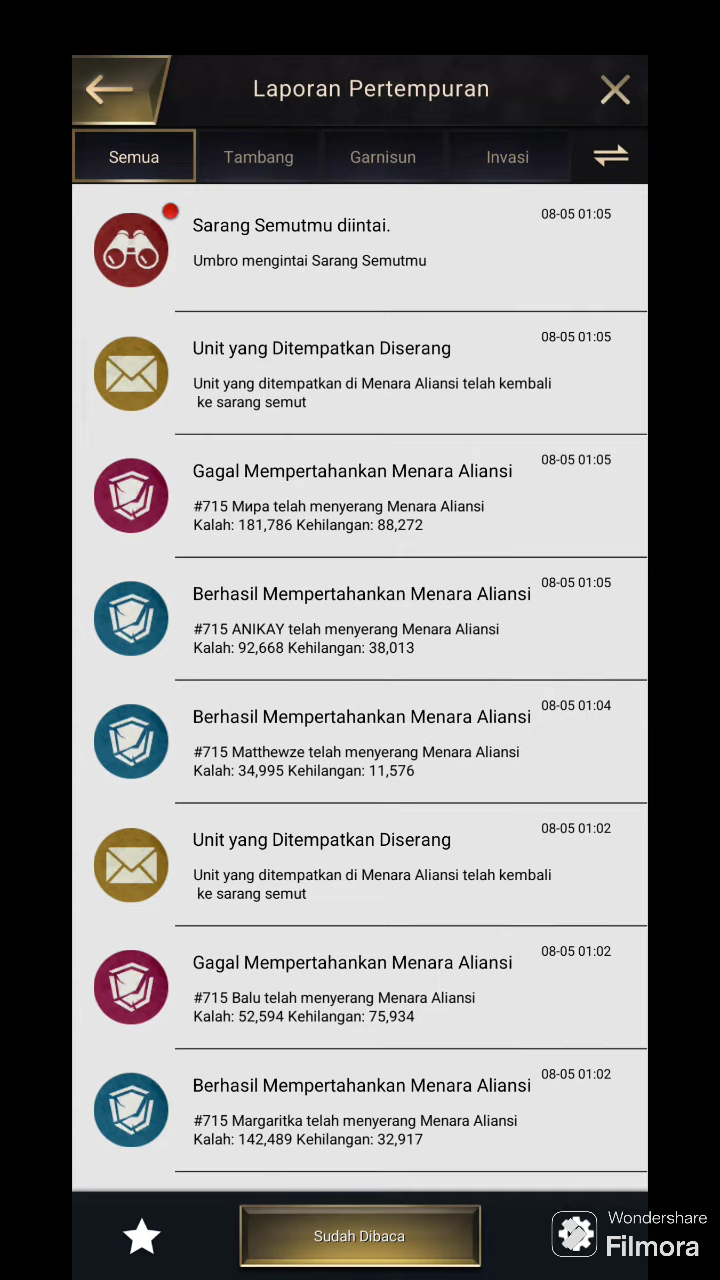 Laporan Pertempuran
Semua
Tambang
Garnisun
Invasi
Sarang Semutmu diintai.
08-05 01:05
Umbro mengintai Sarang Semutmu
Unit yang Ditempatkan Diserang
08-05 01:05
Unit yang ditempatkan di Menara Aliansi telah kembali
ke sarang semut
Gagal Mempertahankan Menara Aliansi
08-05 01:05
#715 Мира telah menyerang Menara Aliansi
Kalah: 181,786 Kehilangan: 88,272
Berhasil Mempertahankan Menara Aliansi
08-05 01:05
#715 ANIKAY telah menyerang Menara Aliansi
Kalah: 92,668 Kehilangan: 38,013
Berhasil Mempertahankan Menara Aliansi
08-05 01:04
#715 Matthewze telah menyerang Menara Aliansi
Kalah: 34,995 Kehilangan: 11,576
Unit yang Ditempatkan Diserang
08-05 01:02
Unit yang ditempatkan di Menara Aliansi telah kembali
ke sarang semut
Gagal Mempertahankan Menara Aliansi
08-05 01:02
#715 Balu telah menyerang Menara Aliansi
Kalah: 52,594 Kehilangan: 75,934
Berhasil Mempertahankan Menara Aliansi
08-05 01:02
#715 Margaritka telah menyerang Menara Aliansi
Kalah: 142,489 Kehilangan: 32,917
Sudah Dibaca
Wondershare
Filmora